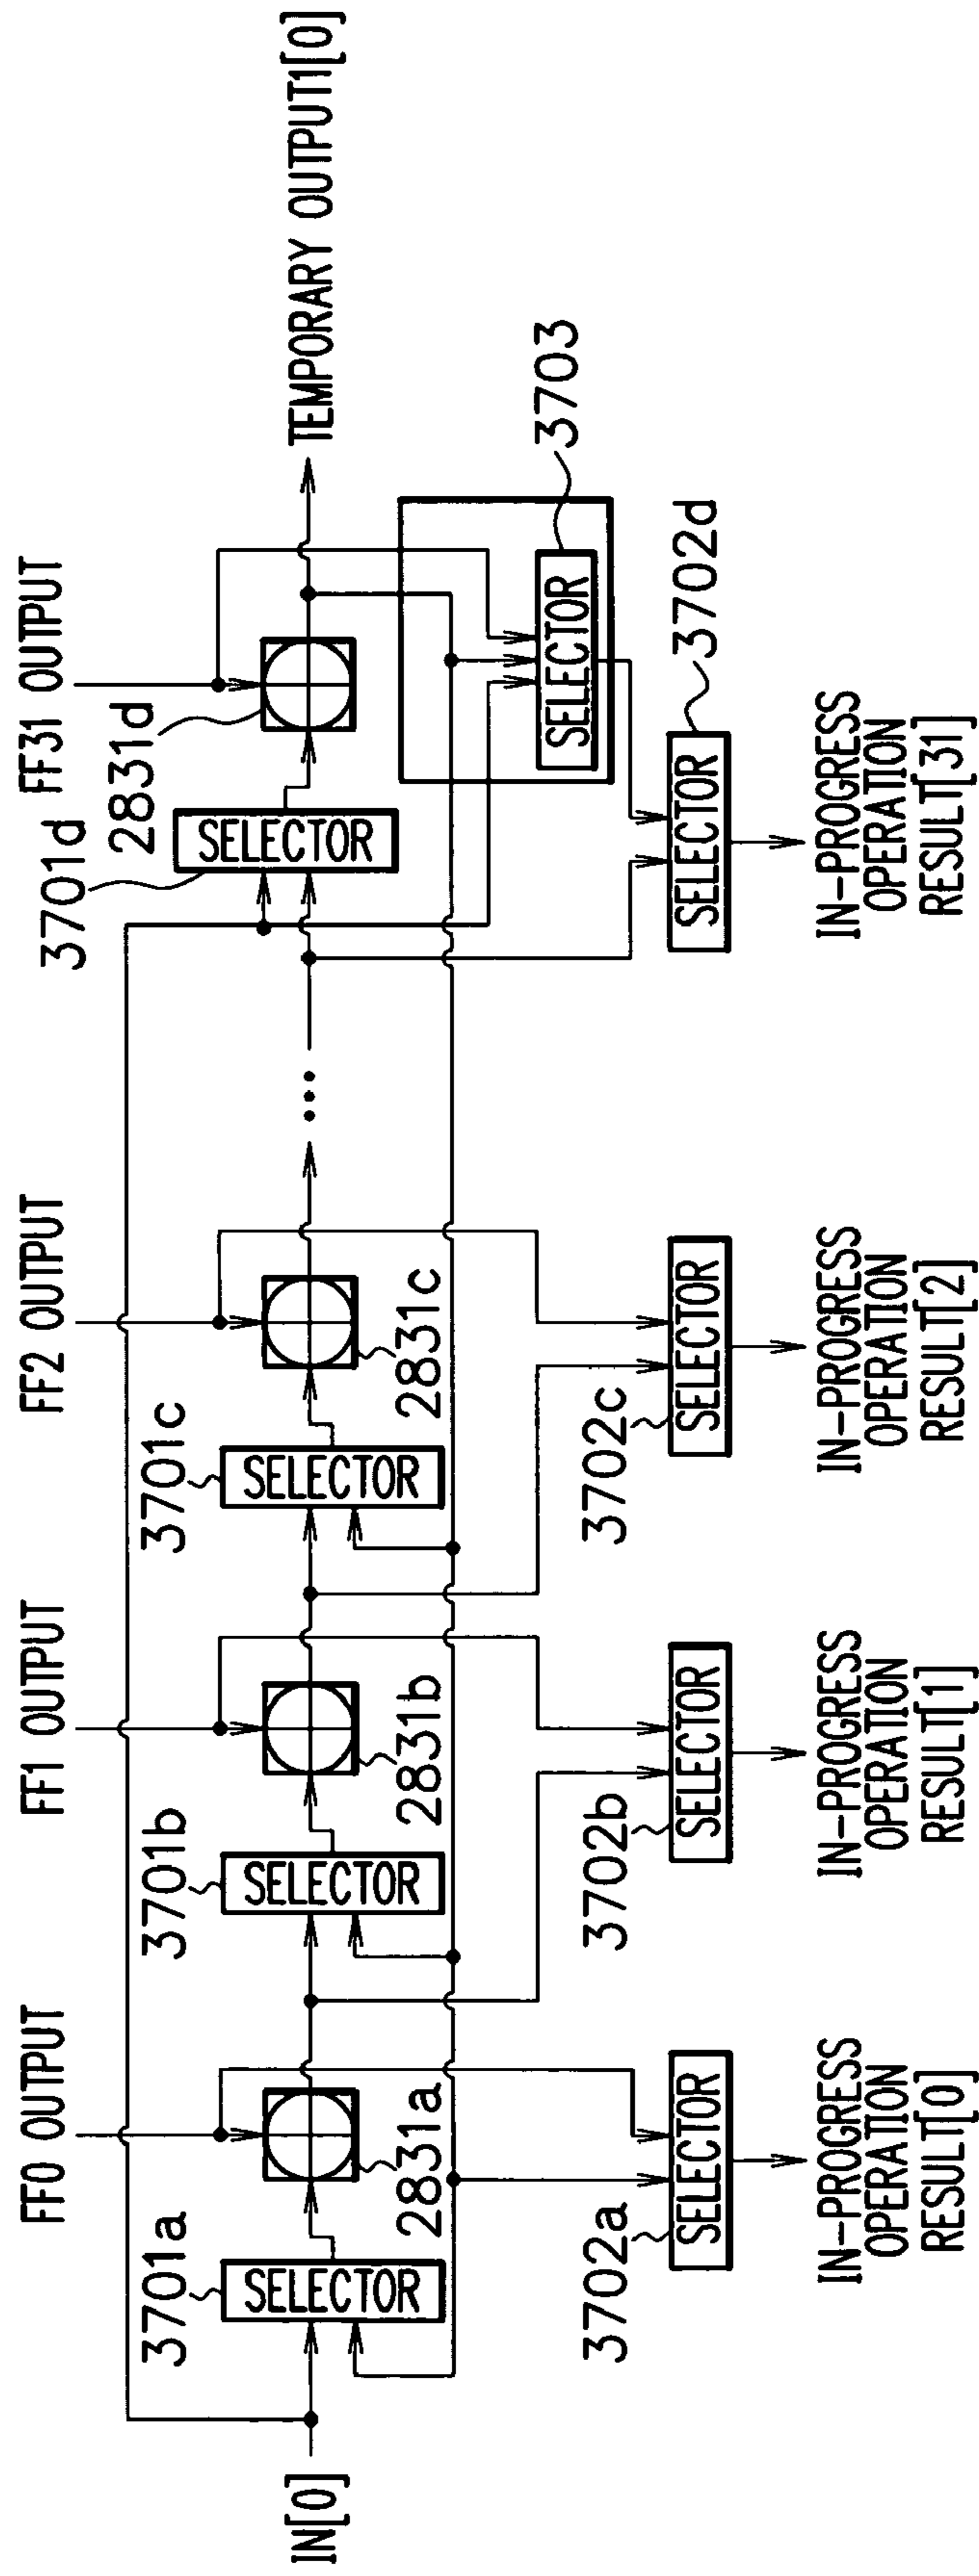 FF0 OUTPUT
FF1 OUTPUT
FF2 OUTPUT
FF31 OUTPUT
3701a
3701b
3701c
3701d
2831d
IN[0]
SELECTOR
SELECTOR
SELECTOR
SELECTOR
TEMPORARY OUTPUT1[0]
2831a
2831b
2831c
SELECTOR
3703
3702a
3702b
3702c
3702d
SELECTOR
SELECTOR
SELECTOR
SELECTOR
IN-PROGRESS
OPERATION
RESULT[0]
IN-PROGRESS
OPERATION
RESULT[1]
IN-PROGRESS
OPERATION
RESULT[2]
IN-PROGRESS
OPERATION
RESULT[31]